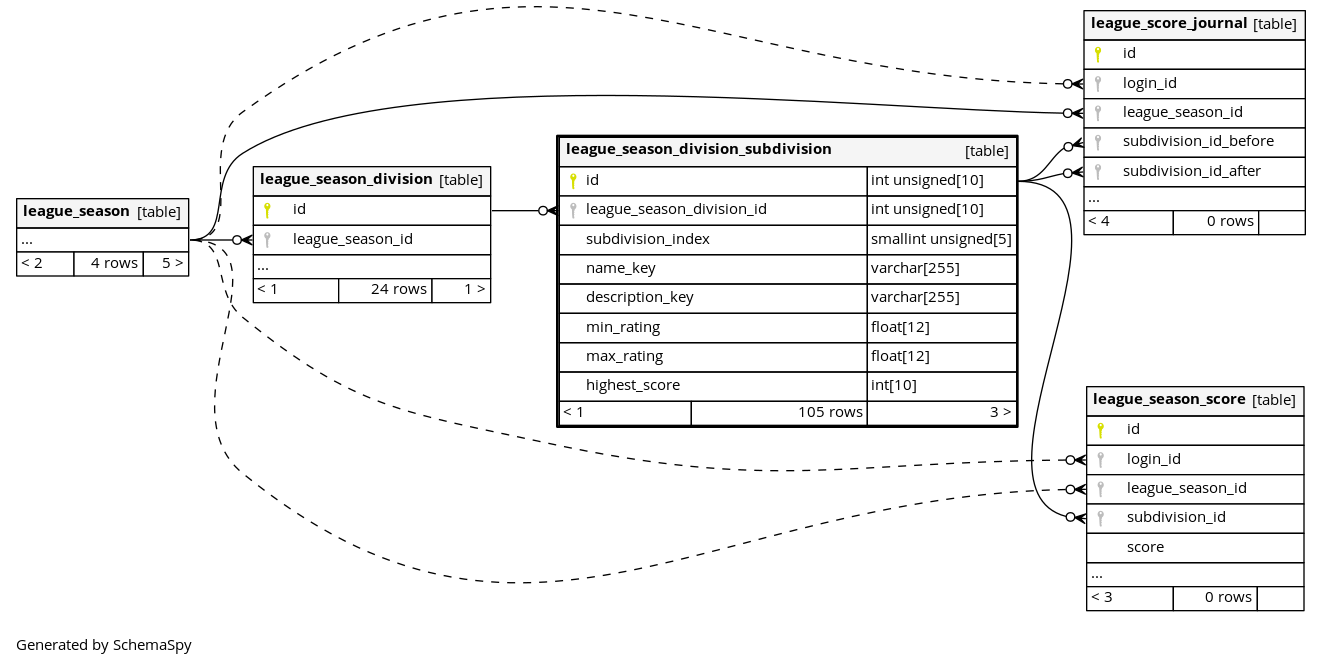 league_season [table]
...
< 2 4 rows 5 >
league_season_division [table]
id
league_season_id
...
< 1 24 rows 1 >
league_season_division_subdivision [table]
id int unsigned[10]
league_season_division_id int unsigned[10]
subdivision_index smallint unsigned[5]
name_key varchar[255]
description_key varchar[255]
min_rating float[12]
max_rating float[12]
highest_score int[10]
< 1 105 rows 3 >
league_score_journal [table]
id
login_id
league_season_id
subdivision_id_before
subdivision_id_after
...
< 4 0 rows
league_season_score [table]
id
login_id
league_season_id
subdivision_id
score
...
< 3 0 rows
Generated by SchemaSpy